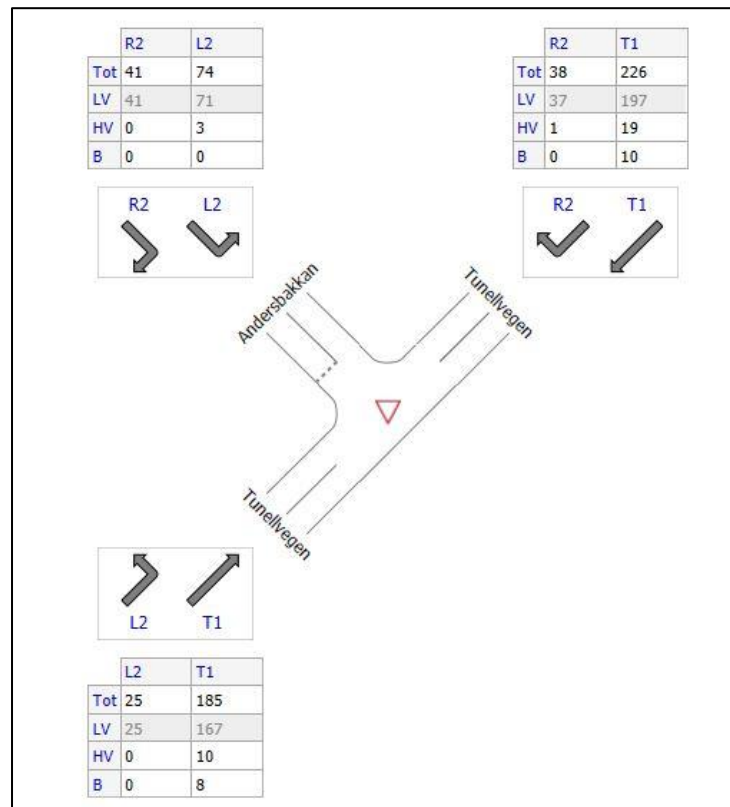 R2 L2
Tot 41 74
LV 41 71
HV 0 3
B 0 0
R2 L2
R2 T1
Tot 38 226
LV 37 197
HV 1 19
B 0 10
R2 T1
Andersbakkan
Tunellvegen
Tunellvegen
L2 T1
L2 T1
Tot 25 185
LV 25 167
HV 0 10
B 0 8